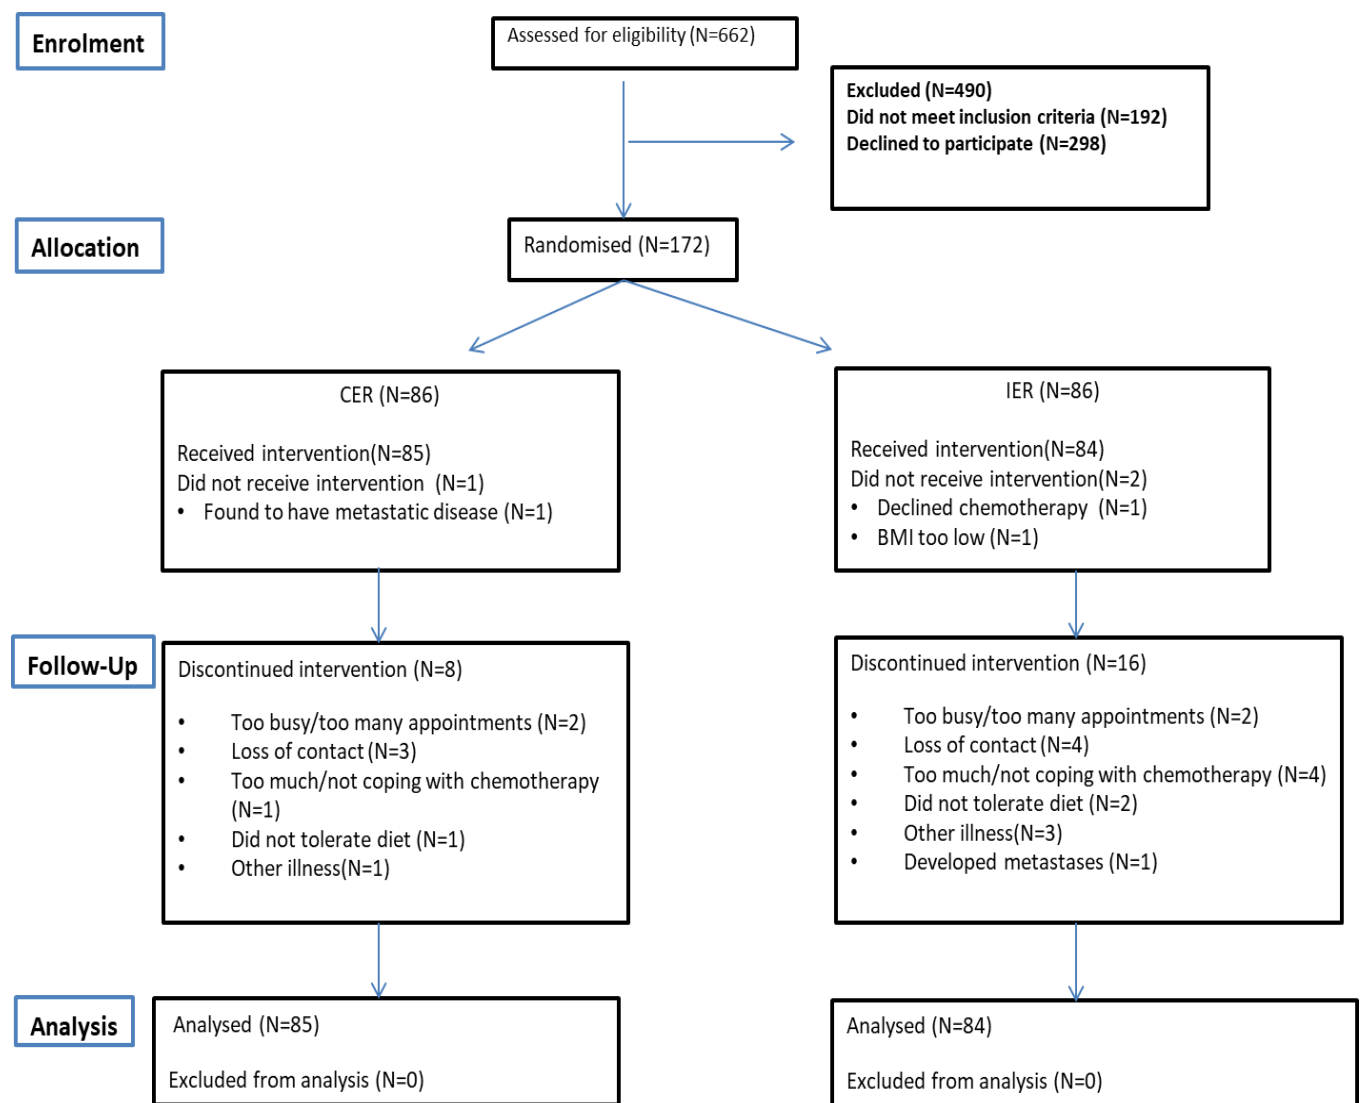 Enrolment
Assessed for eligibility (N=662)
Excluded (N=490)
Did not meet inclusion criteria (N=192)
Declined to participate (N=298)
Allocation
Randomised (N=172)
CER (N=86)
Received intervention(N=85)
Did not receive intervention (N=1)
• Found to have metastatic disease (N=1)
IER (N=86)
Received intervention(N=84)
Did not receive intervention(N=2)
• Declined chemotherapy (N=1)
• BMI too low (N=1)
Follow-Up
Discontinued intervention (N=8)
• Too busy/too many appointments (N=2)
• Loss of contact (N=3)
• Too much/not coping with chemotherapy
(N=1)
• Did not tolerate diet (N=1)
• Other illness(N=1)
Discontinued intervention (N=16)
• Too busy/too many appointments (N=2)
• Loss of contact (N=4)
• Too much/not coping with chemotherapy (N=4)
• Did not tolerate diet (N=2)
• Other illness(N=3)
• Developed metastases (N=1)
Analysis
Analysed (N=85)
Excluded from analysis (N=0)
Analysed (N=84)
Excluded from analysis (N=0)